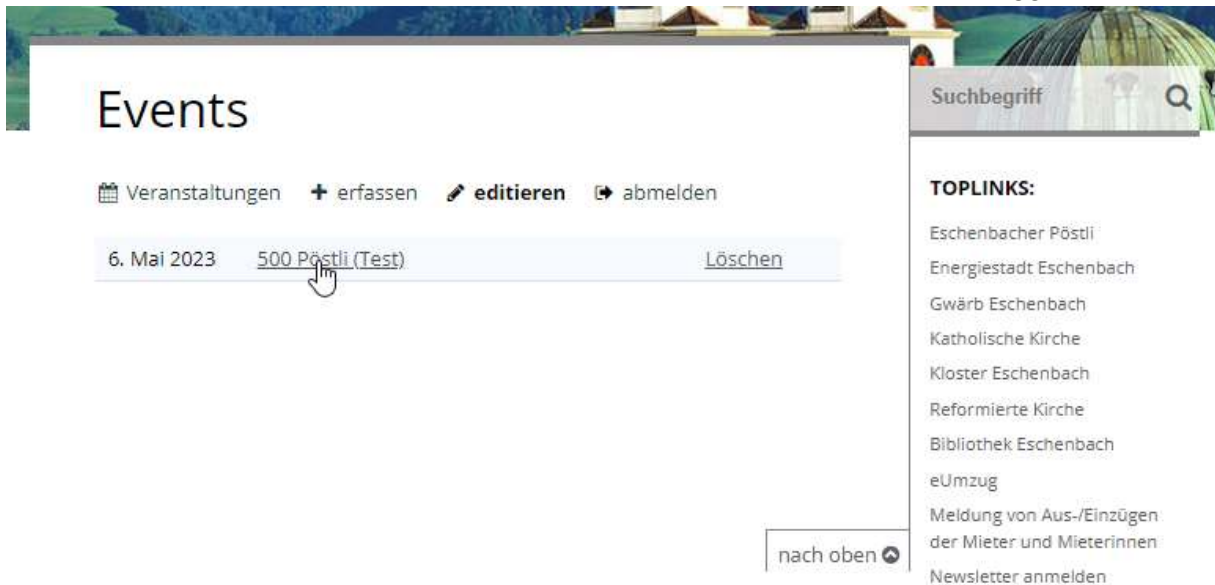 Events
Veranstaltungen erfassen editieren abmelden
6. Mai 2023 500 Pöstli (Test) Löschen
nach oben
Suchbegriff
TOPLINKS:
Eschenbacher Pöstli
Energiestadt Eschenbach
Gwärb Eschenbach
Katholische Kirche
Kloster Eschenbach
Reformierte Kirche
Bibliothek Eschenbach
eUmzug
Meldung von Aus-/Einzügen
der Mieter und Mieterinnen
Newsletter anmelden